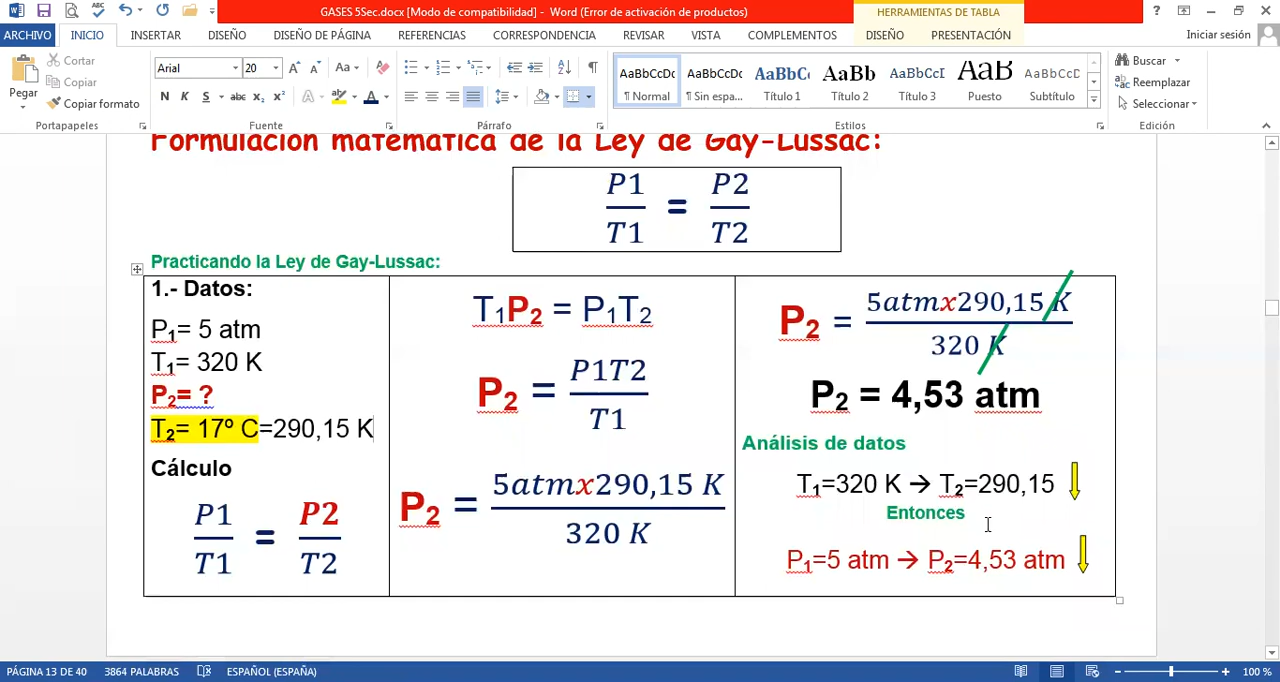 GASES 5Sec.docx [Modo de compatibilidad] - Word (Error de activación de productos)
HERRAMIENTAS DE TABLA
ARCHIVO INICIO INSERTAR DISEÑO DISEÑO DE PÁGINA REFERENCIAS CORRESPONDENCIA REVISAR VISTA COMPLEMENTOS DISEÑO PRESENTACIÓN Iniciar sesión
Pegar
Cortar
Copiar
Copiar formato
Portapapeles
Arial 20
Aa
N K S abc x₂ x²
Fuente
Párrafo
AaBbCcDc AaBbCcDc AaBbCc AaBb AaBbCcI AaB AaBbCcD
¶ Normal ¶ Sin espa... Título 1 Título 2 Título 3 Puesto Subtítulo
Estilos
Buscar
Reemplazar
Seleccionar
Edición
Formulación matemática de la Ley de Gay-Lussac:
P1/T1 = P2/T2
Practicando la Ley de Gay-Lussac:
1.- Datos:
P₁= 5 atm
T₁= 320 K
P₂= ?
T₂= 17º C=290,15 K
Cálculo
P1/T1 = P2/T2
T₁P₂ = P₁T₂
P₂ = P1T2/T1
P₂ = 5atmx290,15 K/320 K
P₂ = 5atmx290,15 K/320 K
P₂ = 4,53 atm
Análisis de datos
T₁=320 K → T₂=290,15
Entonces
P₁=5 atm → P₂=4,53 atm
PÁGINA 13 DE 40 3864 PALABRAS ESPAÑOL (ESPAÑA) 100 %